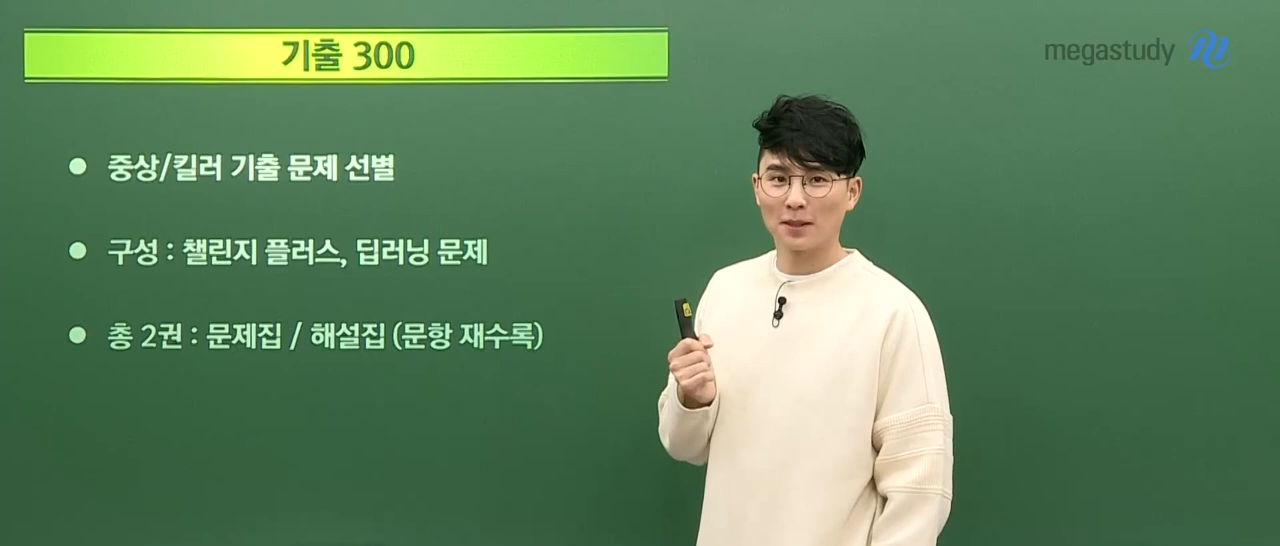 기출 300
megastudy
● 중상/킬러 기출 문제 선별
● 구성 : 챌린지 플러스, 딥러닝 문제
● 총 2권 : 문제집 / 해설집 (문항 재수록)